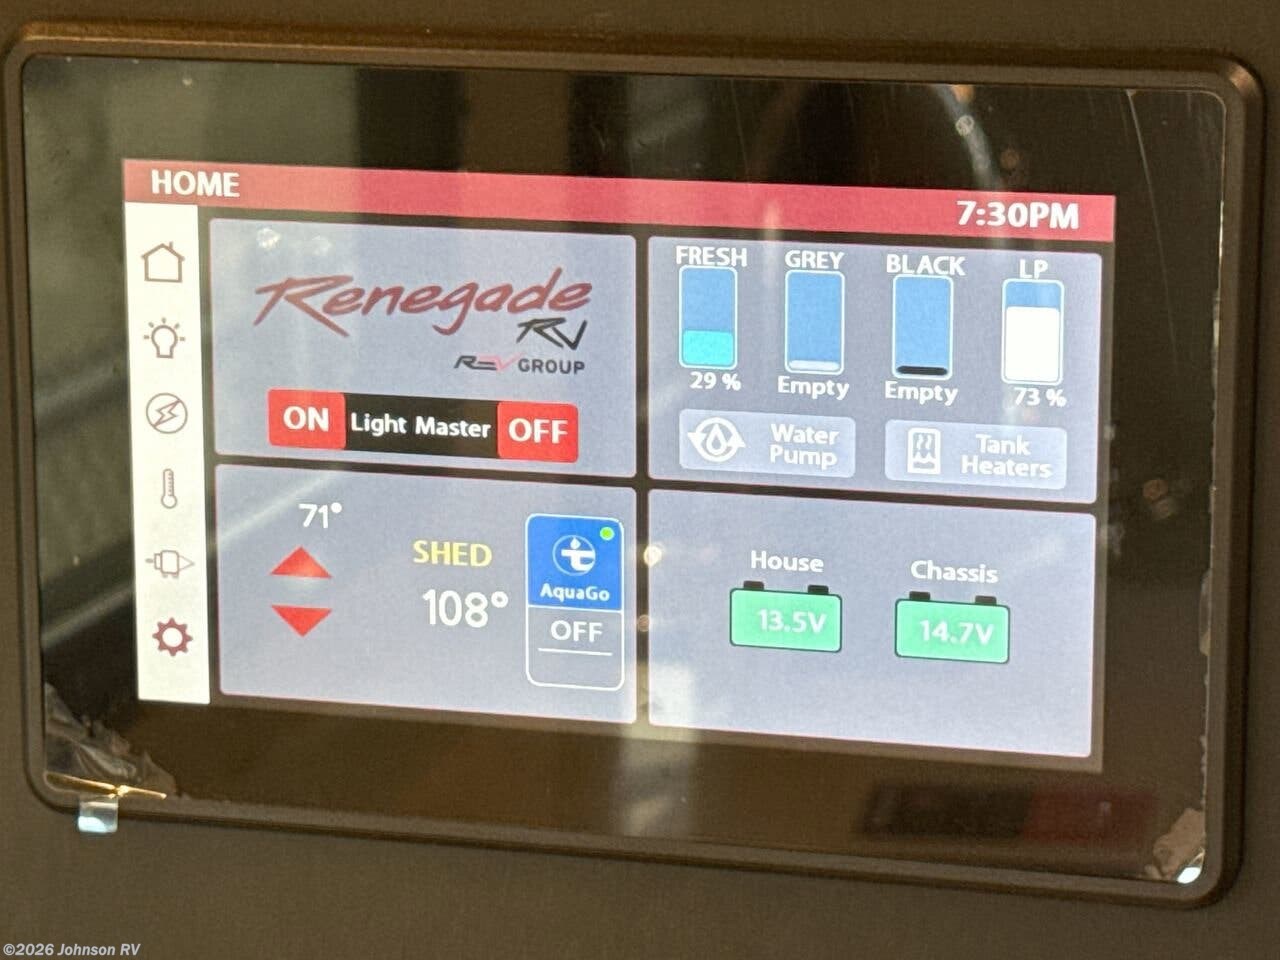 HOME
7:30PM
Renegade
RV
REV GROUP
ON Light Master OFF
FRESH GREY BLACK LP
29 % Empty Empty 73 %
Water
Pump
Tank
Heaters
71°
SHED
108°
AquaGo
OFF
House Chassis
13.5V 14.7V
©2026 Johnson RV